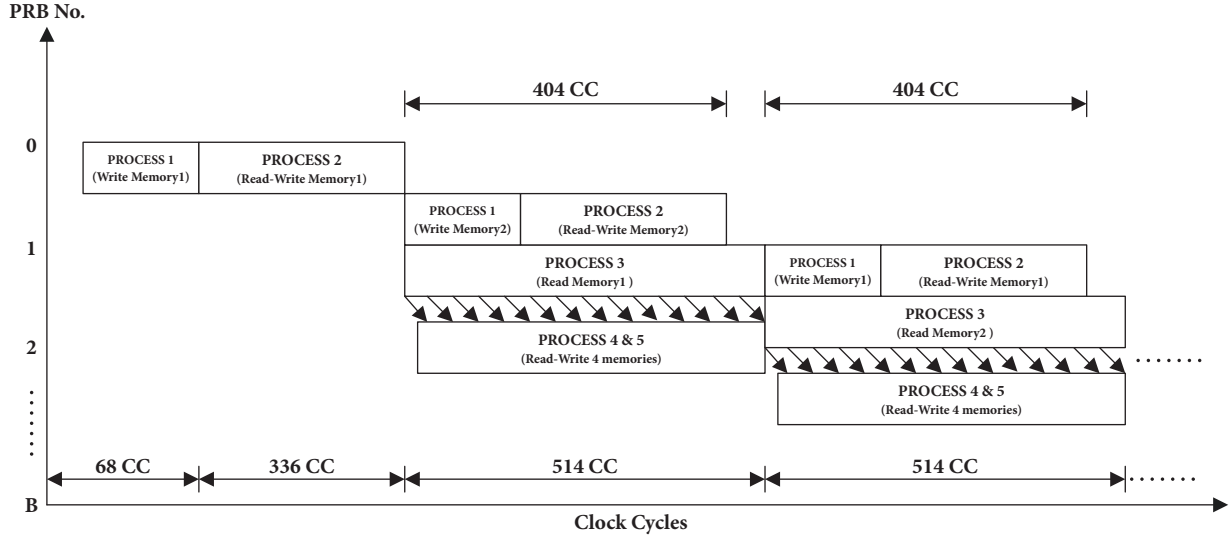 PRB No.
404 CC
404 CC
0
PROCESS 1
(Write Memory1)
PROCESS 2
(Read-Write Memory1)
PROCESS 1
(Write Memory2)
PROCESS 2
(Read-Write Memory2)
1
PROCESS 3
(Read Memory1 )
PROCESS 1
(Write Memory1)
PROCESS 2
(Read-Write Memory1)
PROCESS 3
(Read Memory2 )
2
PROCESS 4 & 5
(Read-Write 4 memories)
PROCESS 4 & 5
(Read-Write 4 memories)
68 CC
336 CC
514 CC
514 CC
B
Clock Cycles